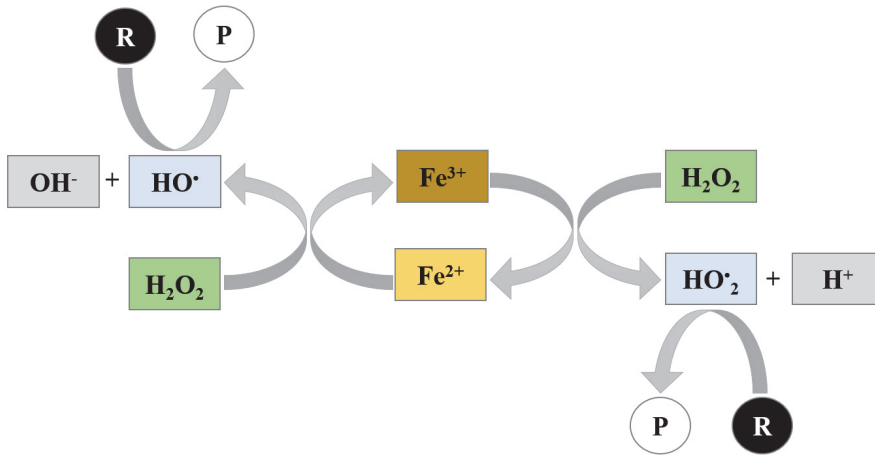 R P
OH⁻ + HO• Fe³⁺ H₂O₂
H₂O₂ Fe²⁺ HO•₂ + H⁺
P R